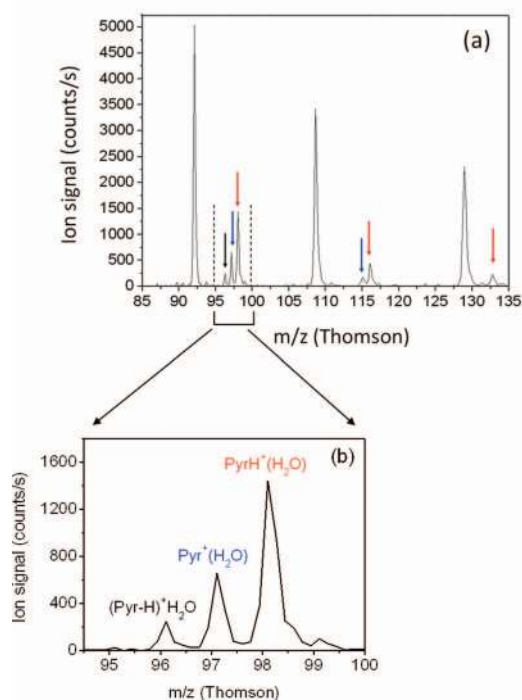 (a)
Ion signal (counts/s)
5000
4500
4000
3500
3000
2500
2000
1500
1000
500
0
85 90 95 100 105 110 115 120 125 130 135
m/z (Thomson)
(b)
Ion signal (counts/s)
1600
1200
800
400
0
PyrH⁺(H₂O)
Pyr⁺(H₂O)
(Pyr-H)⁺H₂O
95 96 97 98 99 100
m/z (Thomson)